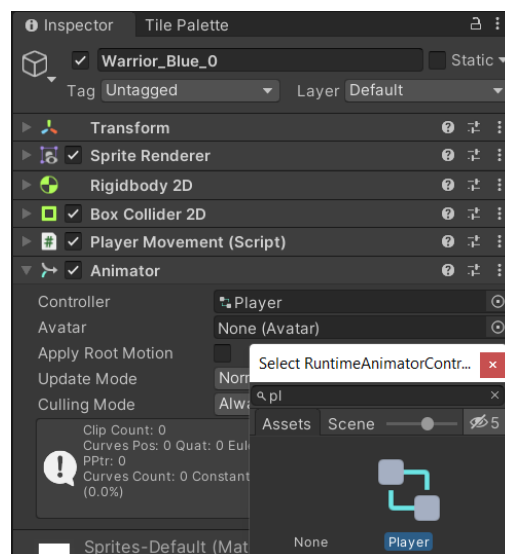 Inspector Tile Palette
Warrior_Blue_0 Static
Tag Untagged Layer Default
Transform
Sprite Renderer
Rigidbody 2D
Box Collider 2D
# Player Movement (Script)
Animator
Controller Player
Avatar None (Avatar)
Apply Root Motion
Update Mode
Culling Mode
Select RuntimeAnimatorContr...
pl
Assets Scene 5
Clip Count: 0
Curves Pos: 0 Quat: 0
PPtr: 0
Curves Count: 0 Constant
(0.0%)
None Player
Sprites-Default